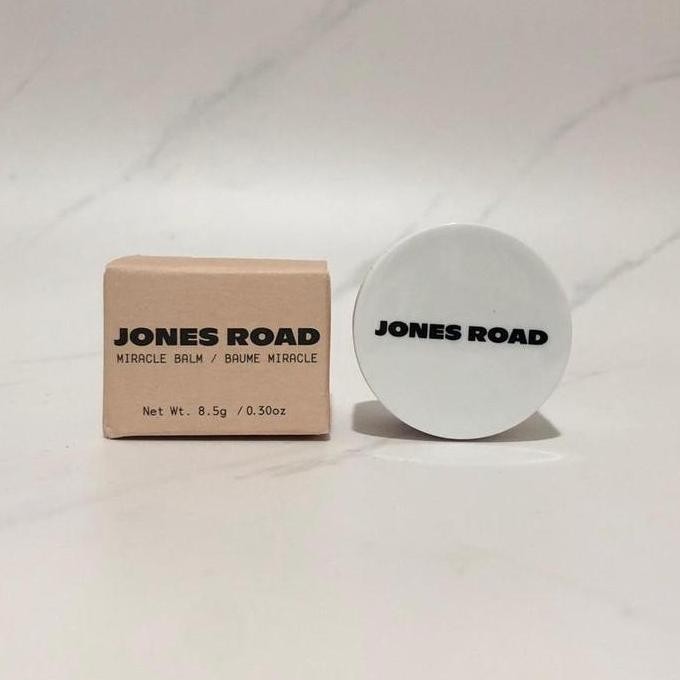 JONES ROAD
MIRACLE BALM / BAUME MIRACLE
Net Wt. 8.5g / 0.30oz
JONES ROAD